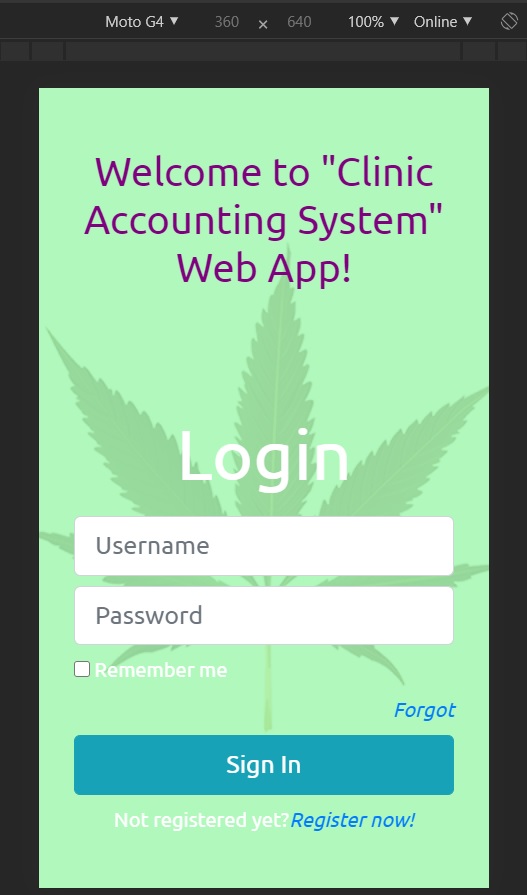 Moto G4 ▼ 360 × 640 100% ▼ Online ▼
Welcome to "Clinic
Accounting System"
Web App!
Login
Username
Password
Remember me
Forgot
Sign In
Not registered yet?Register now!